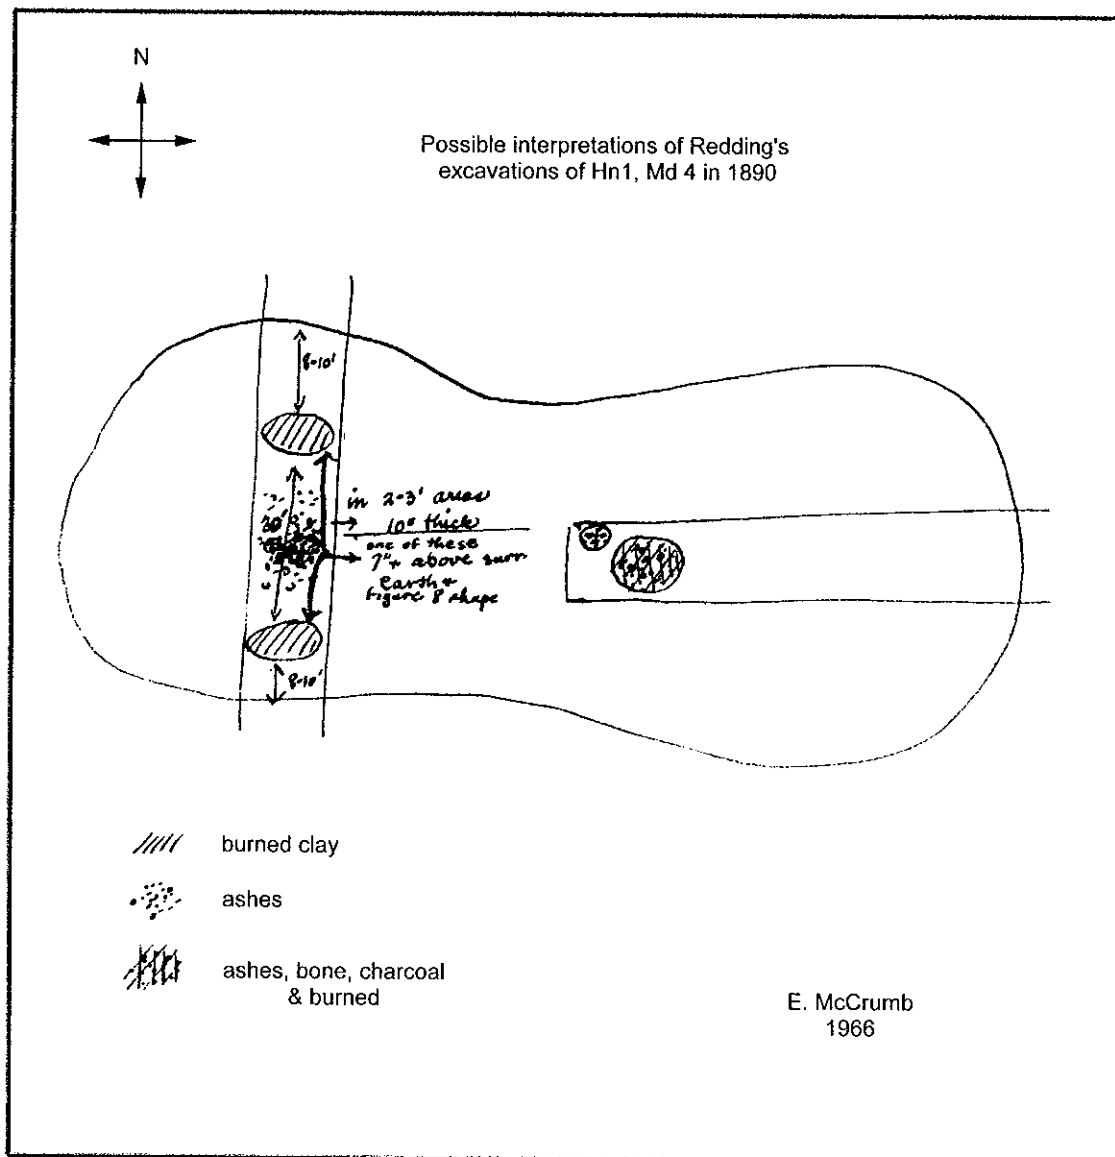 N
Possible interpretations of Redding's
excavations of Hn1, Md 4 in 1890
8-10'
30'
in 2-3' areas
10" thick
one of these
7"+ above surr
earth +
figure 8 shape
8-10'
burned clay
ashes
ashes, bone, charcoal
& burned
E. McCrumb
1966